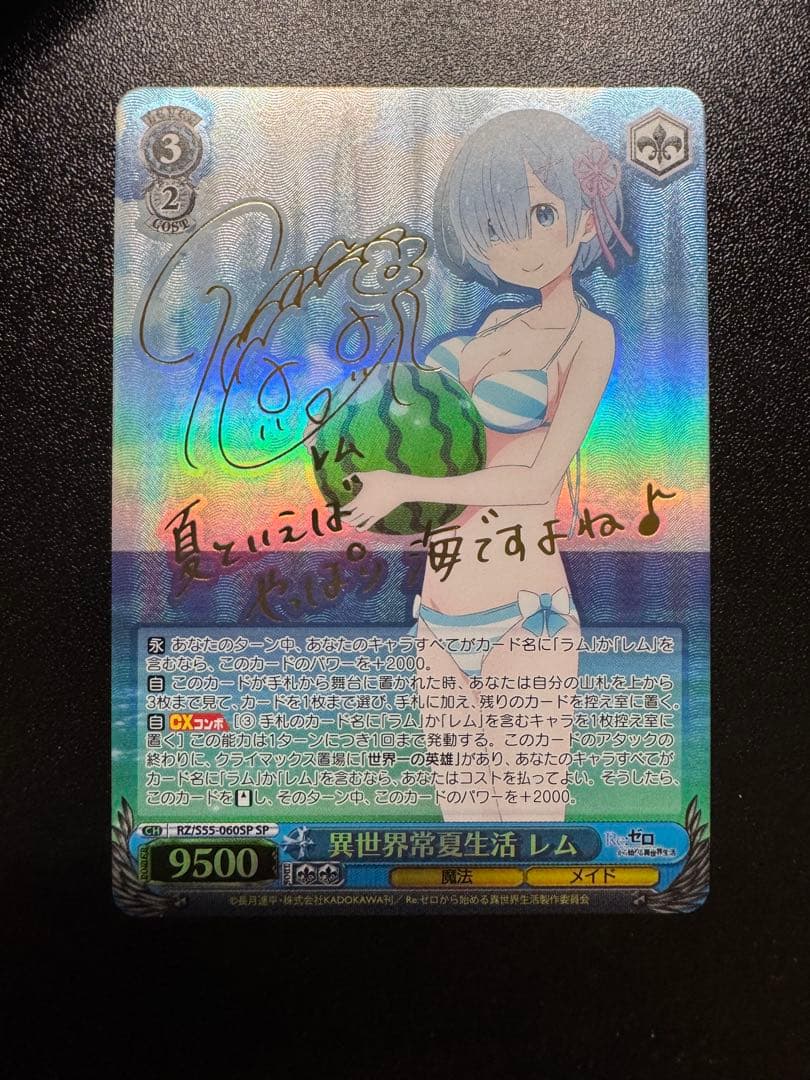 LEVEL
3
2
COST
レム
夏といえば
やっぱり 海ですよね♪
永 あなたのターン中、あなたのキャラすべてがカード名に「ラム」か「レム」を
含むなら、このカードのパワーを+2000。
自 このカードが手札から舞台に置かれた時、あなたは自分の山札を上から
3枚まで見て、カードを1枚まで選び、手札に加え、残りのカードを控え室に置く。
自 CXコンボ [③ 手札のカード名に「ラム」か「レム」を含むキャラを1枚控え室に
置く] この能力は1ターンにつき1回まで発動する。このカードのアタックの
終わりに、クライマックス置場に「世界一の英雄」があり、あなたのキャラすべてが
カード名に「ラム」か「レム」を含むなら、あなたはコストを払ってよい。そうしたら、
このカードを し、そのターン中、このカードのパワーを+2000。
CH RZ/S55-060SP SP
POWER 9500 SOUL 異世界常夏生活 レム Re:ゼロ から始める異世界生活
魔法 メイド
©長月達平・株式会社KADOKAWA刊/Re:ゼロから始める異世界生活製作委員会